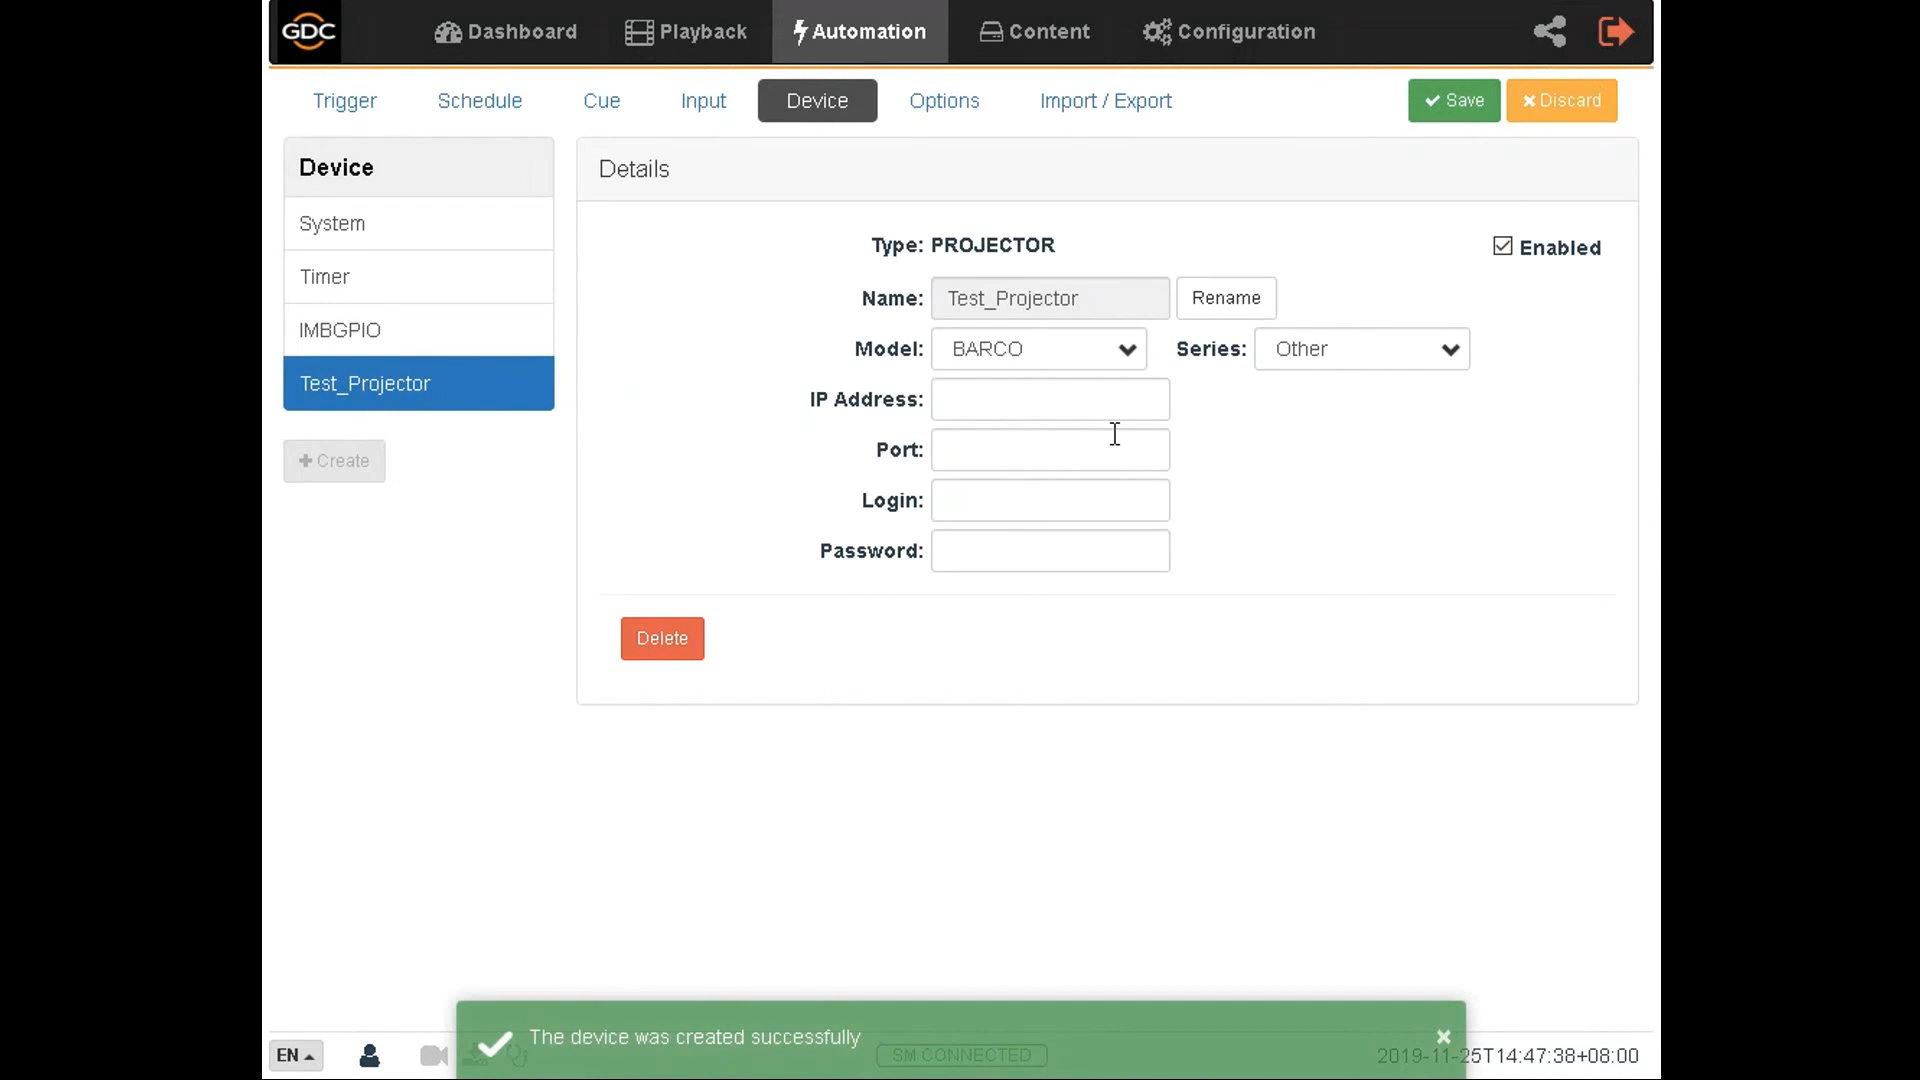 GDC Dashboard Playback Automation Content Configuration
Trigger Schedule Cue Input Device Options Import / Export Save Discard
Device
System
Timer
IMBGPIO
Test_Projector
Create
Details
Type: PROJECTOR Enabled
Name: Test_Projector Rename
Model: BARCO Series: Other
IP Address:
Port:
Login:
Password:
Delete
The device was created successfully
EN SM CONNECTED 2019-11-25T14:47:38+08:00